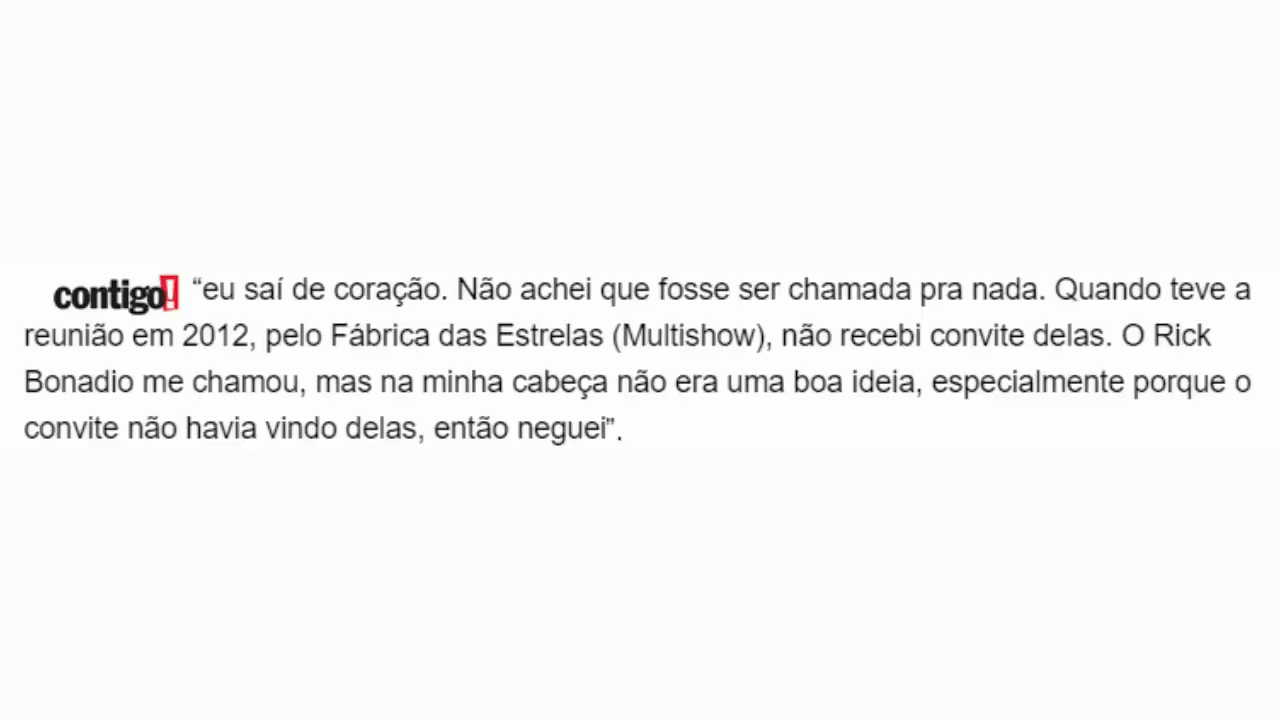 contigo! “eu saí de coração. Não achei que fosse ser chamada pra nada. Quando teve a
reunião em 2012, pelo Fábrica das Estrelas (Multishow), não recebi convite delas. O Rick
Bonadio me chamou, mas na minha cabeça não era uma boa ideia, especialmente porque o
convite não havia vindo delas, então neguei”.